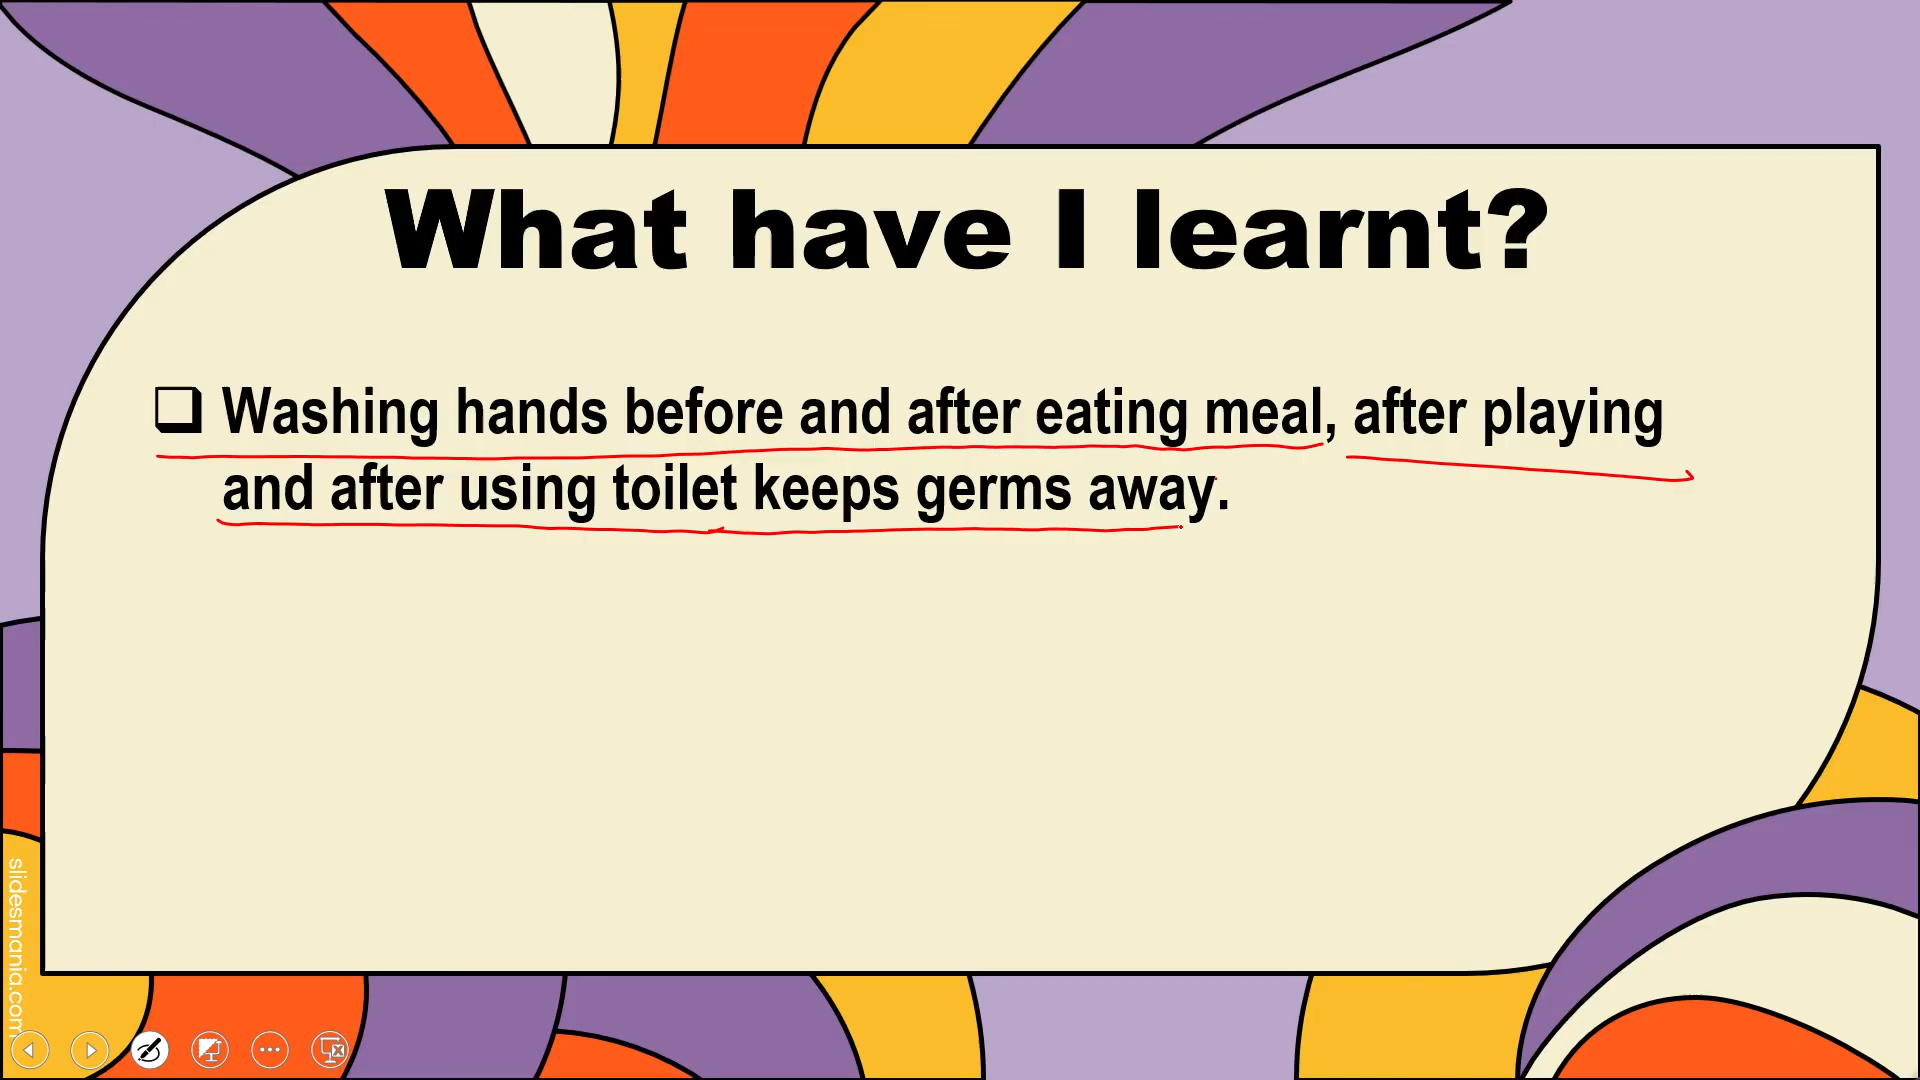 What have I learnt?
❑ Washing hands before and after eating meal, after playing
and after using toilet keeps germs away.
slidesmania.com